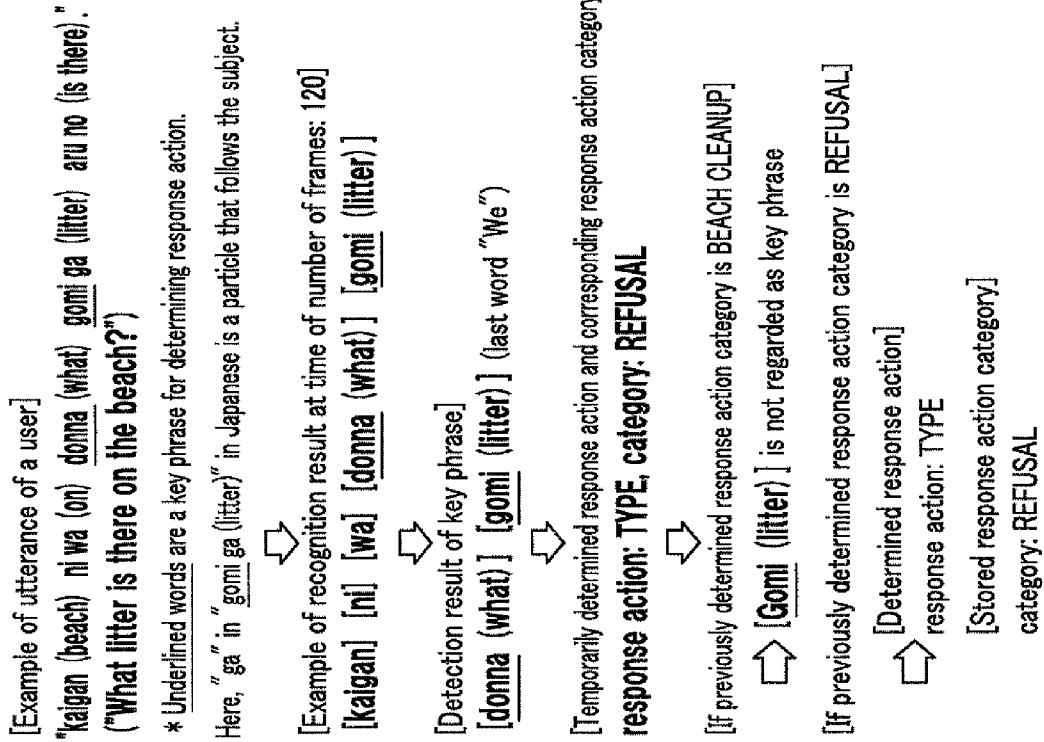 [Example of utterance of a user]
"kaigan (beach) ni wa (on) donna (what) gomi ga (litter) aru no (is there)."
("What litter is there on the beach?")
* Underlined words are a key phrase for determining response action.
Here, "ga" in "gomi ga (litter)" in Japanese is a particle that follows the subject.
[Example of recognition result at time of number of frames: 120]
[kaigan] [ni] [wa] [donna (what)] [gomi (litter)]
[Detection result of key phrase]
[donna (what)] [gomi (litter)] (last word "We")
[Temporarily determined response action and corresponding response action category
response action: TYPE, category: REFUSAL
[If previously determined response action category is BEACH CLEANUP]
[Gomi (litter)] is not regarded as key phrase
[If previously determined response action category is REFUSAL]
[Determined response action]
response action: TYPE
[Stored response action category]
category: REFUSAL